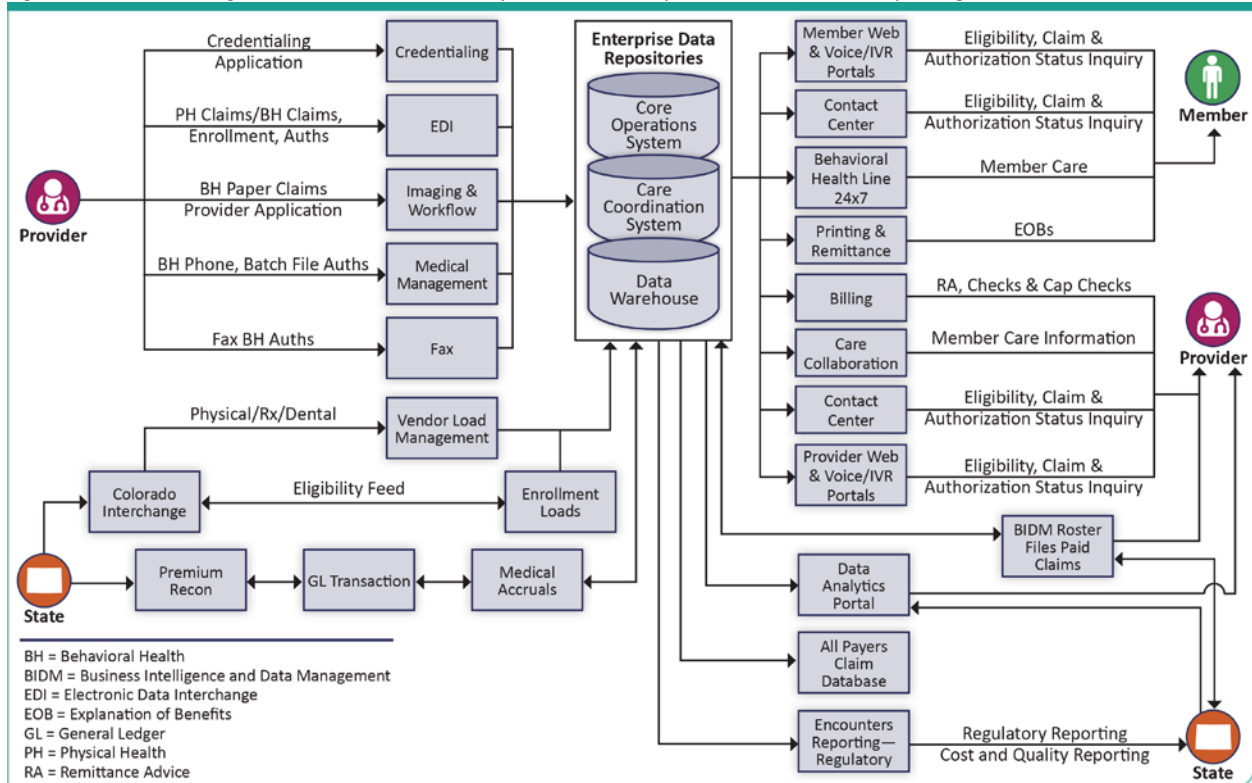 Credentialing
Application
Credentialing
PH Claims/BH Claims,
Enrollment, Auths
EDI
BH Paper Claims
Provider Application
Imaging &
Workflow
Provider
BH Phone, Batch File Auths
Medical
Management
Fax BH Auths
Fax
Physical/Rx/Dental
Vendor Load
Management
Colorado
Interchange
Eligibility Feed
Enrollment
Loads
State
Premium
Recon
GL Transaction
Medical
Accruals
Enterprise Data
Repositories
Core
Operations
System
Care
Coordination
System
Data
Warehouse
Member Web
& Voice/IVR
Portals
Eligibility, Claim &
Authorization Status Inquiry
Contact
Center
Eligibility, Claim &
Authorization Status Inquiry
Member
Behavioral
Health Line
24x7
Member Care
Printing &
Remittance
EOBs
Billing
RA, Checks & Cap Checks
Care
Collaboration
Member Care Information
Provider
Contact
Center
Eligibility, Claim &
Authorization Status Inquiry
Provider Web
& Voice/IVR
Portals
Eligibility, Claim &
Authorization Status Inquiry
BIDM Roster
Files Paid
Claims
Data
Analytics
Portal
All Payers
Claim
Database
Encounters
Reporting—
Regulatory
Regulatory Reporting
Cost and Quality Reporting
State
BH = Behavioral Health
BIDM = Business Intelligence and Data Management
EDI = Electronic Data Interchange
EOB = Explanation of Benefits
GL = General Ledger
PH = Physical Health
RA = Remittance Advice